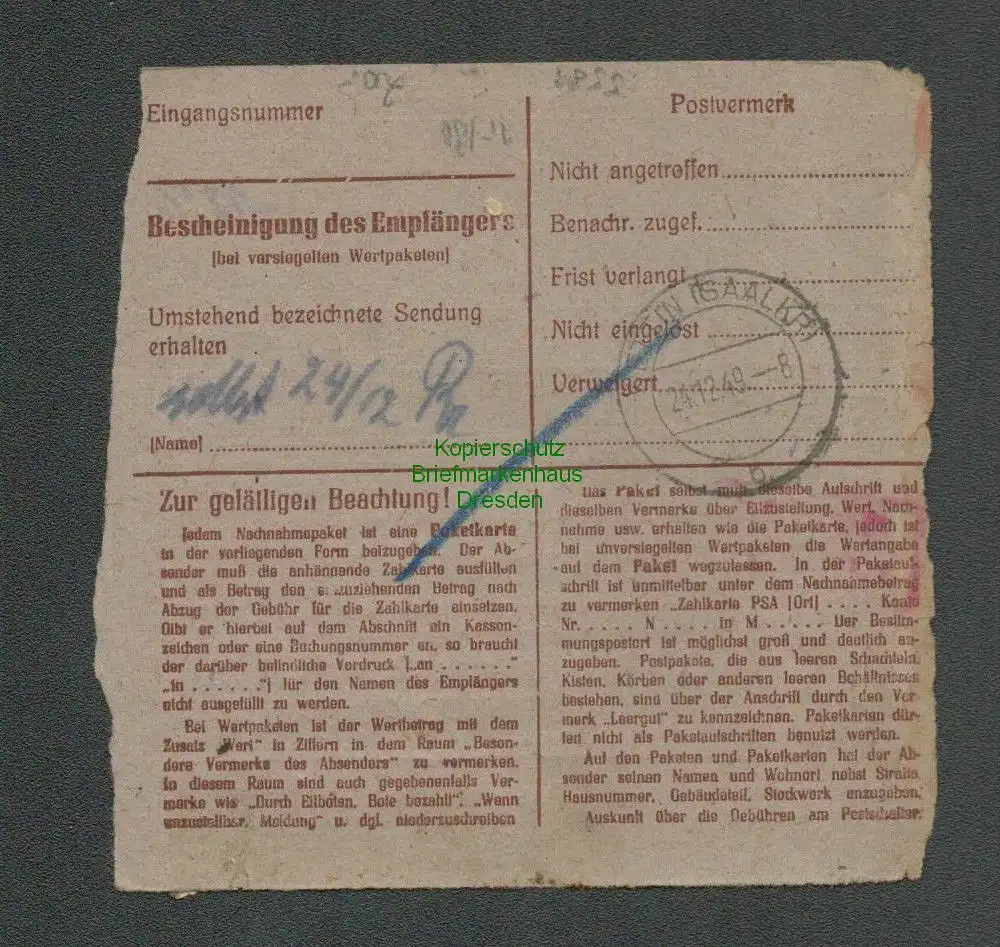 Eingangsnummer
Bescheinigung des Empfängers
(bei versiegelten Wertpaketen)
Umstehend bezeichnete Sendung
erhalten
selbst 24/12
(Name)
Postvermerk
Nicht angetroffen
Benachr. zugef.
Frist verlangt
Nicht eingelöst
Verweigert
(SAALKR)
24.12.49.—8
b
Kopierschutz
Briefmarkenhaus
Dresden
Zur gefälligen Beachtung!
Jedem Nachnahmepaket ist eine Paketkarte
in der vorliegenden Form beizugeben. Der Ab-
sender muß die anhängende Zahlkarte ausfüllen
und als Betrag den einzuziehenden Betrag nach
Abzug der Gebühr für die Zahlkarte einsetzen.
Gibt er hierbei auf dem Abschnitt ein Kassen-
zeichen oder eine Buchungsnummer an, so braucht
der darüber befindliche Vordruck („an . . . . . . ."
„in . . . . . .") für den Namen des Empfängers
nicht ausgefüllt zu werden.
Bei Wertpaketen ist der Wertbetrag mit dem
Zusatz „Wert" in Ziffern in dem Raum „Beson-
dere Vermerke des Absenders" zu vermerken.
In diesem Raum sind auch gegebenenfalls Ver-
merke wie „Durch Eilboten, Bote bezahlt", „Wenn
unzustellbar, Meldung" u. dgl. niederzuschreiben
Das Paket selbst muß dieselbe Aufschrift und
dieselben Vermerke über Eilzustellung, Wert, Nach-
nahme usw. erhalten wie die Paketkarte, jedoch ist
bei unversiegelten Wertpaketen die Wertangabe
auf dem Paket wegzulassen. In der Paketauf-
schrift ist unmittelbar unter dem Nachnahmebetrag
zu vermerken „Zahlkarte PSA (Ort) . . . . Konto
Nr. . . . . N . . . . in M . . . . . . Der Bestim-
mungspostort ist möglichst groß und deutlich an-
zugeben. Postpakete, die aus leeren Schachteln,
Kisten, Körben oder anderen leeren Behältnissen
bestehen, sind über der Anschrift durch den Ver-
merk „Leergut" zu kennzeichnen. Paketkarten dür-
fen nicht als Paketaufschriften benutzt werden.
Auf den Paketen und Paketkarten hat der Ab-
sender seinen Namen und Wohnort nebst Straße,
Hausnummer, Gebäudeteil, Stockwerk anzugeben.
Auskunft über die Gebühren am Postschalter.